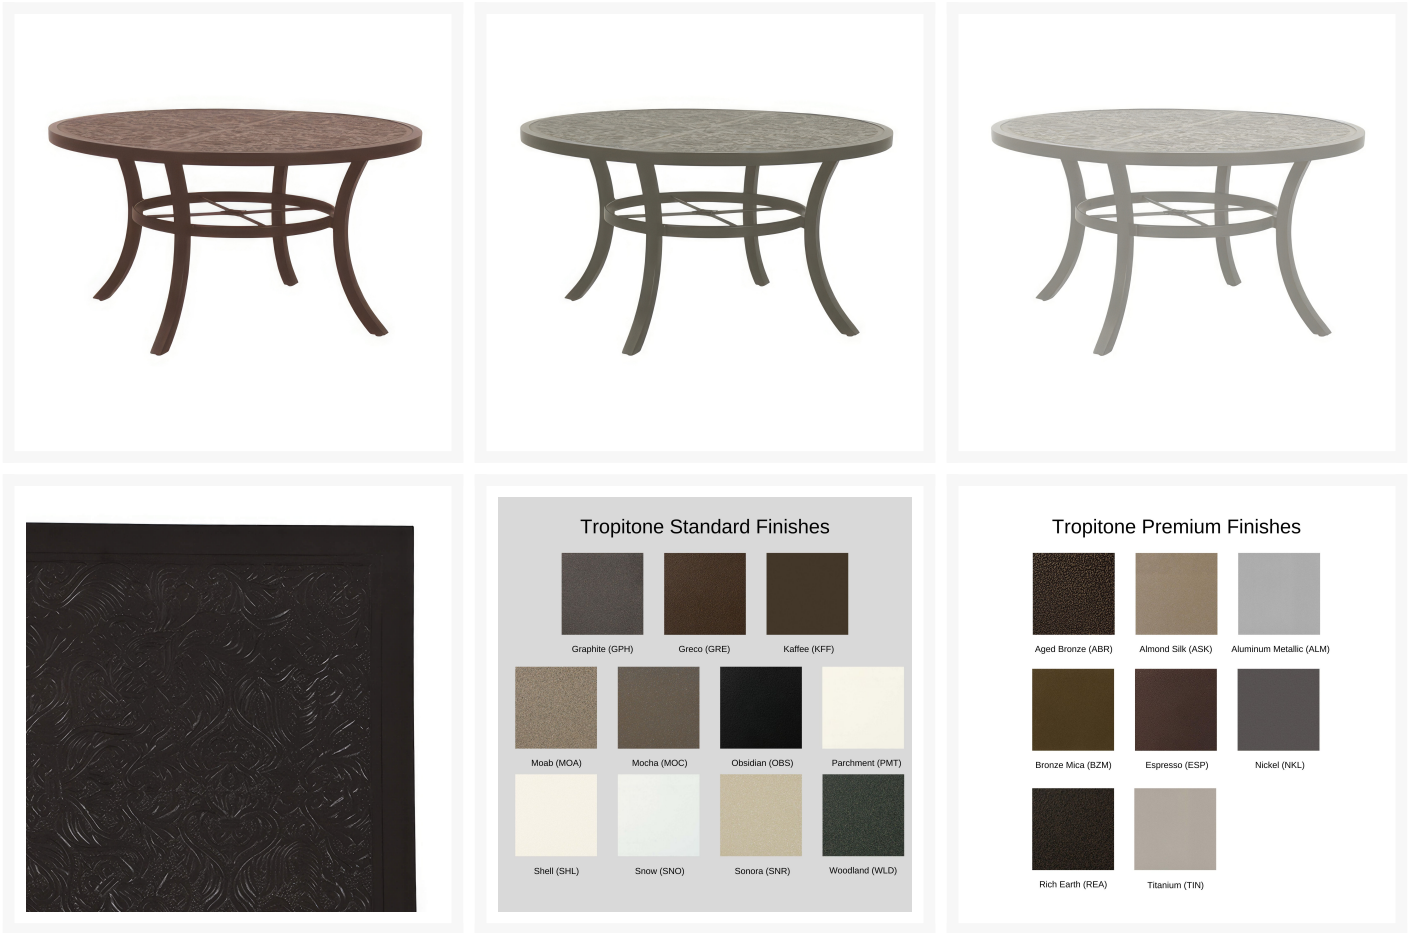 Tropitone Standard Finishes
Graphite (GPH)
Greco (GRE)
Kaffee (KFF)
Moab (MOA)
Mocha (MOC)
Obsidian (OBS)
Parchment (PMT)
Shell (SHL)
Snow (SNO)
Sonora (SNR)
Woodland (WLD)
Tropitone Premium Finishes
Aged Bronze (ABR)
Almond Silk (ASK)
Aluminum Metallic (ALM)
Bronze Mica (BZM)
Espresso (ESP)
Nickel (NKL)
Rich Earth (REA)
Titanium (TIN)